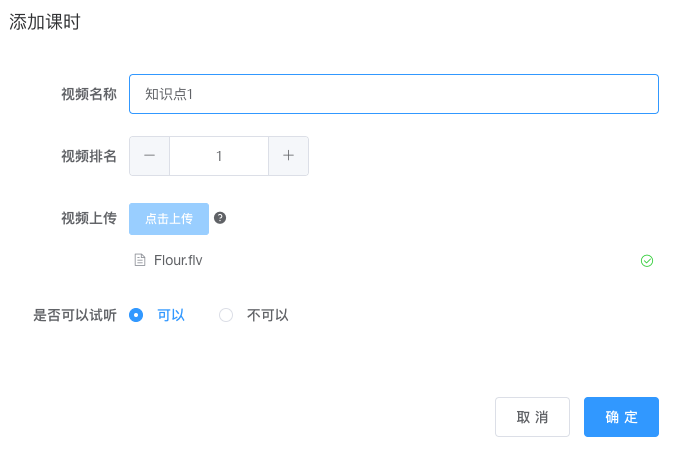 添加课时
视频名称 知识点1
视频排名 1
视频上传 点击上传
Flour.flv
是否可以试听 可以 不可以
取 消 确 定